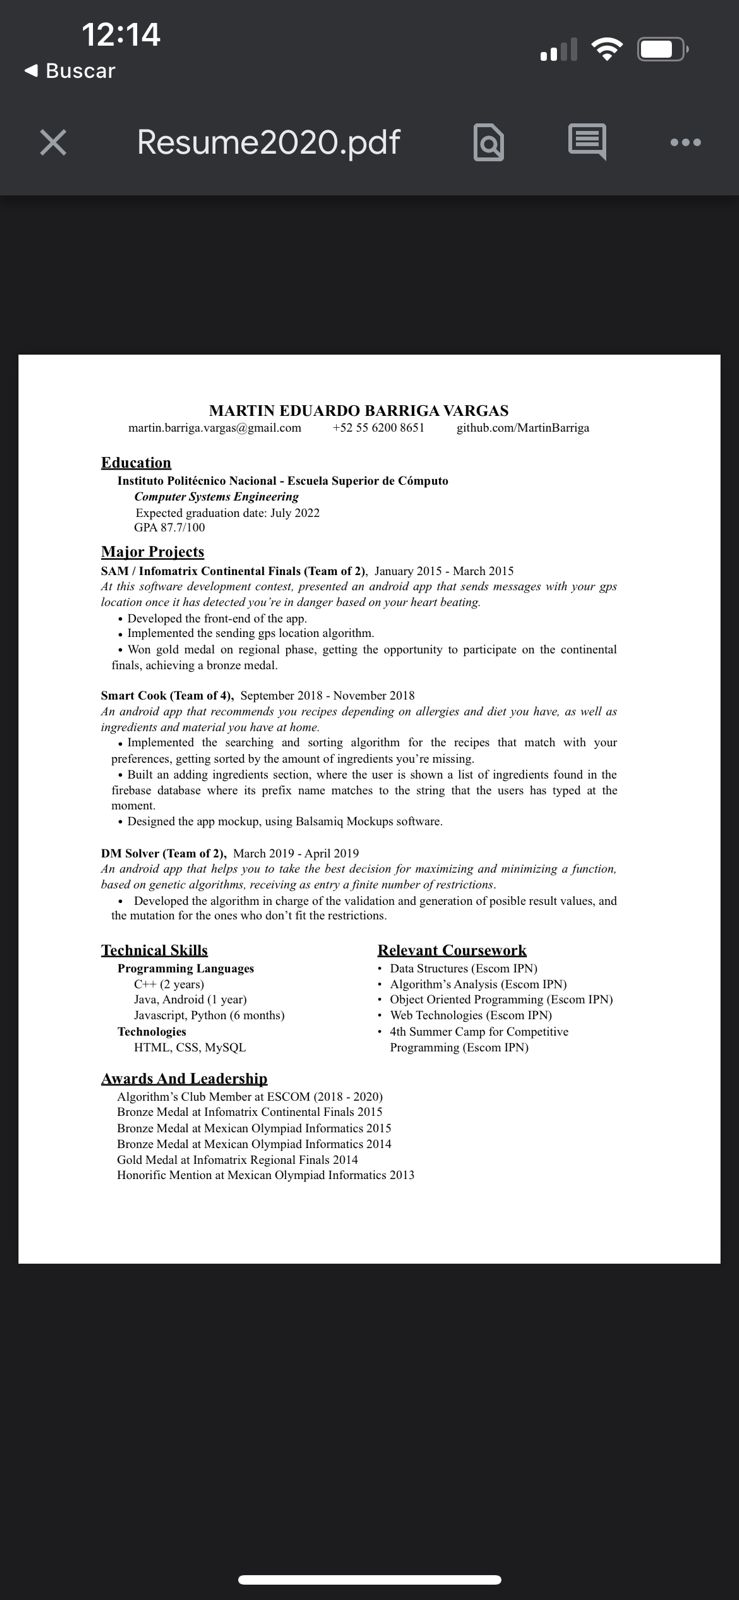 12:14
◀ Buscar
Resume2020.pdf
MARTIN EDUARDO BARRIGA VARGAS
martin.barriga.vargas@gmail.com +52 55 6200 8651 github.com/MartinBarriga
Education
Instituto Politécnico Nacional - Escuela Superior de Cómputo
Computer Systems Engineering
Expected graduation date: July 2022
GPA 87.7/100
Major Projects
SAM / Infomatrix Continental Finals (Team of 2), January 2015 - March 2015
At this software development contest, presented an android app that sends messages with your gps
location once it has detected you're in danger based on your heart beating.
• Developed the front-end of the app.
• Implemented the sending gps location algorithm.
• Won gold medal on regional phase, getting the opportunity to participate on the continental
finals, achieving a bronze medal.
Smart Cook (Team of 4), September 2018 - November 2018
An android app that recommends you recipes depending on allergies and diet you have, as well as
ingredients and material you have at home.
• Implemented the searching and sorting algorithm for the recipes that match with your
preferences, getting sorted by the amount of ingredients you're missing.
• Built an adding ingredients section, where the user is shown a list of ingredients found in the
firebase database where its prefix name matches to the string that the users has typed at the
moment.
• Designed the app mockup, using Balsamiq Mockups software.
DM Solver (Team of 2), March 2019 - April 2019
An android app that helps you to take the best decision for maximizing and minimizing a function,
based on genetic algorithms, receiving as entry a finite number of restrictions.
• Developed the algorithm in charge of the validation and generation of posible result values, and
the mutation for the ones who don't fit the restrictions.
Technical Skills
Programming Languages
C++ (2 years)
Java, Android (1 year)
Javascript, Python (6 months)
Technologies
HTML, CSS, MySQL
Relevant Coursework
• Data Structures (Escom IPN)
• Algorithm's Analysis (Escom IPN)
• Object Oriented Programming (Escom IPN)
• Web Technologies (Escom IPN)
• 4th Summer Camp for Competitive
Programming (Escom IPN)
Awards And Leadership
Algorithm's Club Member at ESCOM (2018 - 2020)
Bronze Medal at Infomatrix Continental Finals 2015
Bronze Medal at Mexican Olympiad Informatics 2015
Bronze Medal at Mexican Olympiad Informatics 2014
Gold Medal at Infomatrix Regional Finals 2014
Honorific Mention at Mexican Olympiad Informatics 2013